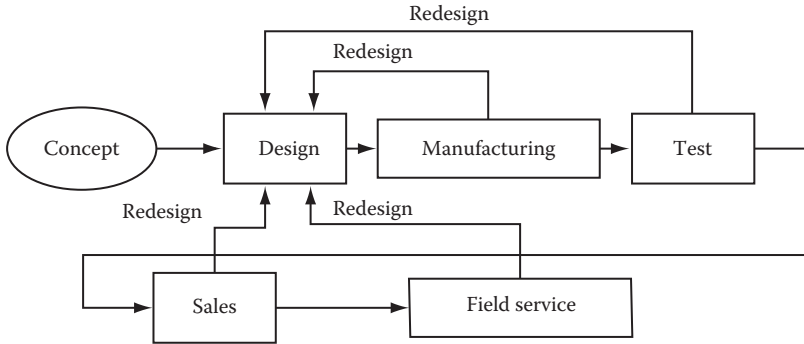 Redesign
Redesign
Concept
Design
Manufacturing
Test
Redesign
Redesign
Sales
Field service